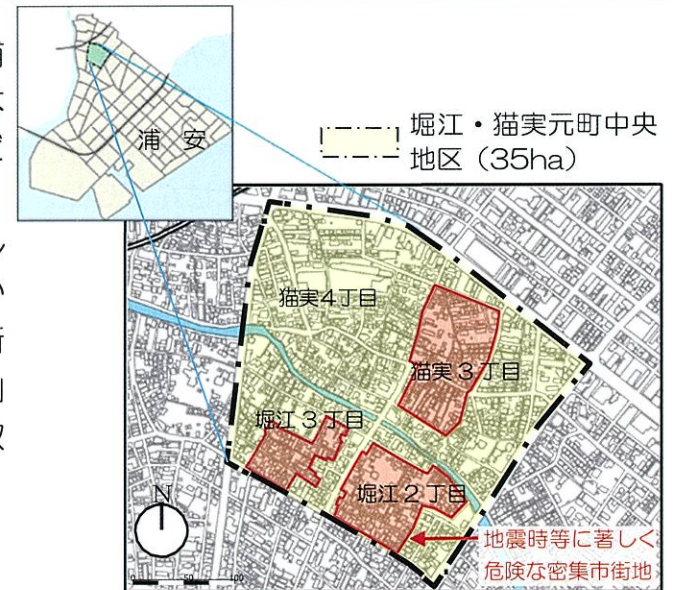 浦 安
堀江・猫実元町中央
地区（35ha）
猫実4丁目
猫実3丁目
堀江3丁目
堀江2丁目
N
地震時等に著しく
危険な密集市街地
50
100